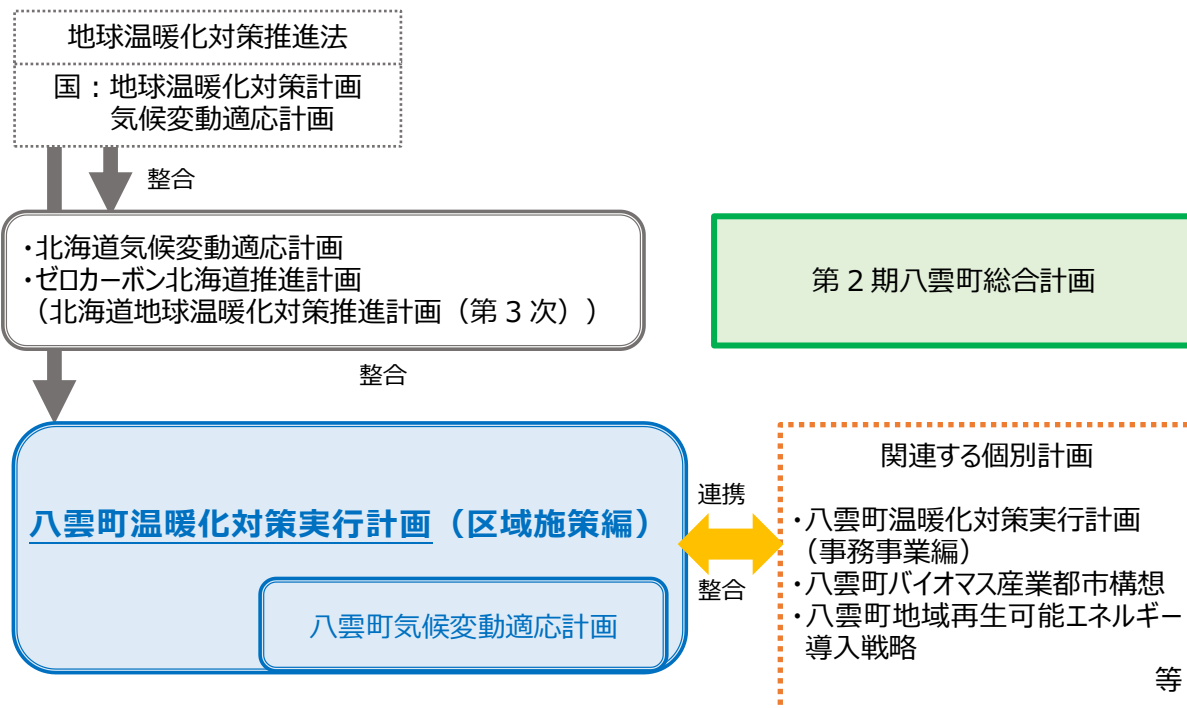 地球温暖化対策推進法
国：地球温暖化対策計画
気候変動適応計画
整合
・北海道気候変動適応計画
・ゼロカーボン北海道推進計画
（北海道地球温暖化対策推進計画（第3次））
第2期八雲町総合計画
整合
八雲町温暖化対策実行計画（区域施策編）
八雲町気候変動適応計画
連携
整合
関連する個別計画
・八雲町温暖化対策実行計画
（事務事業編）
・八雲町バイオマス産業都市構想
・八雲町地域再生可能エネルギー
導入戦略
等